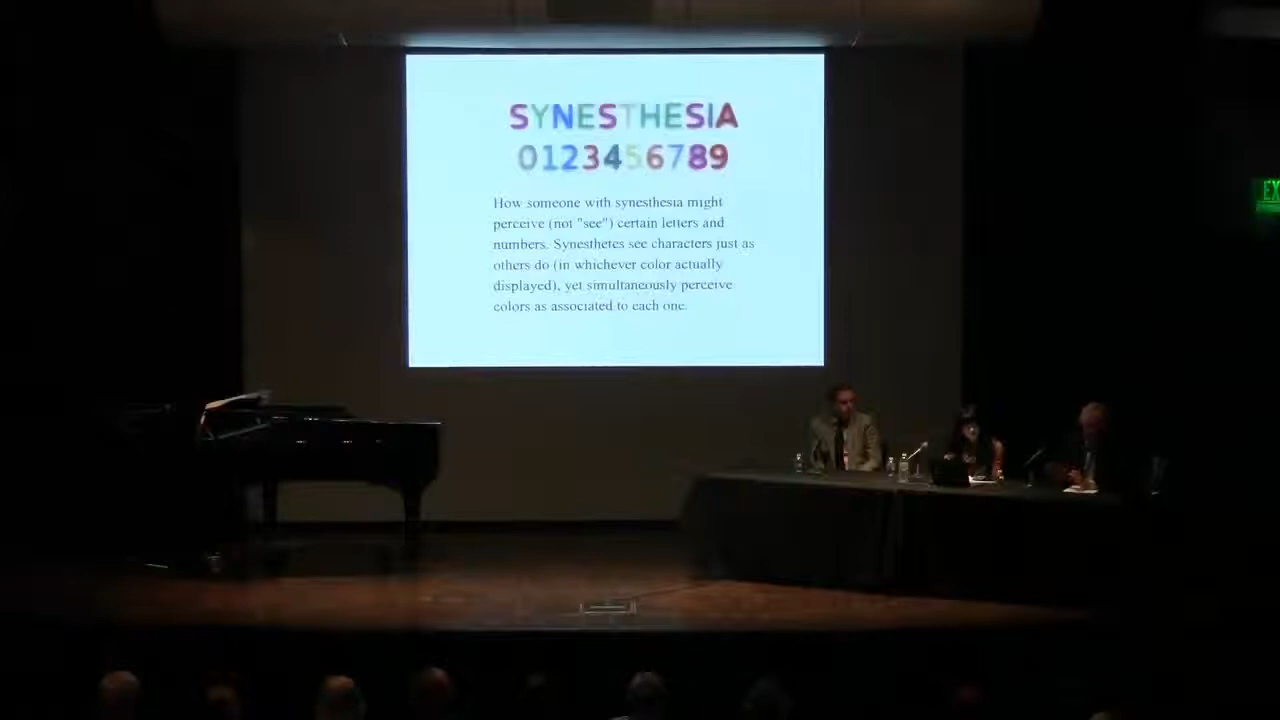 SYNESTHESIA
0123456789
How someone with synesthesia might
perceive (not "see") certain letters and
numbers. Synesthetes see characters just as
others do (in whichever color actually
displayed), yet simultaneously perceive
colors as associated to each one.
EX